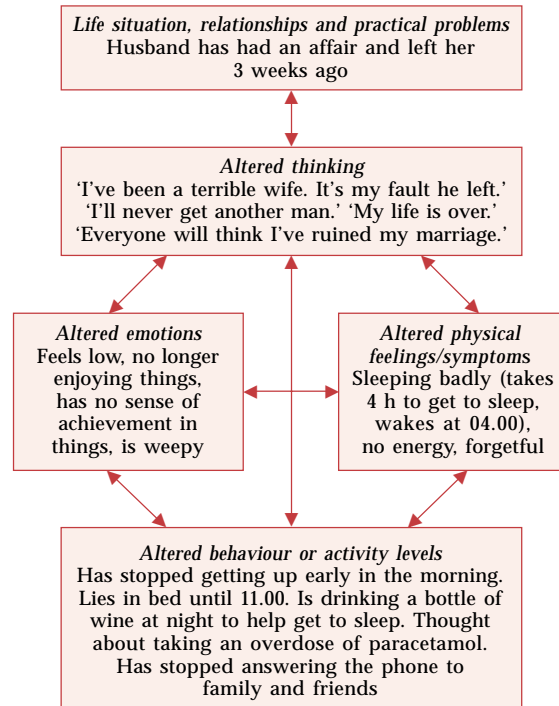 Life situation, relationships and practical problems
Husband has had an affair and left her
3 weeks ago
Altered thinking
‘I’ve been a terrible wife. It’s my fault he left.’
‘I’ll never get another man.’ ‘My life is over.’
‘Everyone will think I’ve ruined my marriage.’
Altered emotions
Feels low, no longer
enjoying things,
has no sense of
achievement in
things, is weepy
Altered physical
feelings/symptoms
Sleeping badly (takes
4 h to get to sleep,
wakes at 04.00),
no energy, forgetful
Altered behaviour or activity levels
Has stopped getting up early in the morning.
Lies in bed until 11.00. Is drinking a bottle of
wine at night to help get to sleep. Thought
about taking an overdose of paracetamol.
Has stopped answering the phone to
family and friends